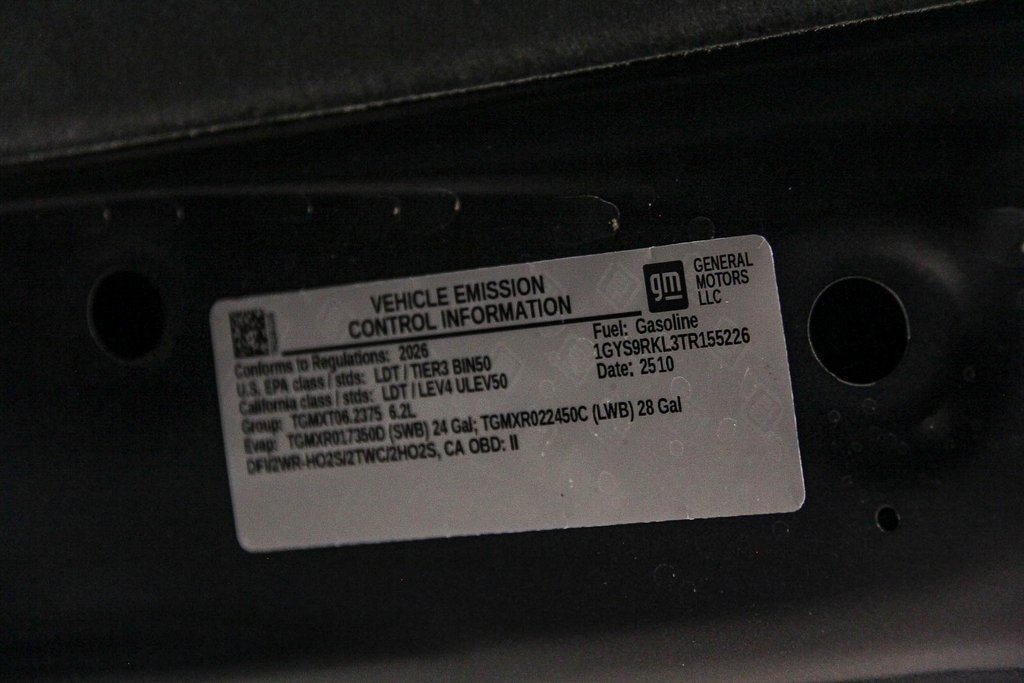 VEHICLE EMISSION
CONTROL INFORMATION
gm
GENERAL
MOTORS
LLC
Conforms to Regulations: 2026
U.S. EPA class / stds: LDT / TIER3 BIN50
California class / stds: LDT / LEV4 ULEV50
Group: TGMXT06.2375 6.2L
Evap: TGMXR017350D (SWB) 24 Gal; TGMXR022450C (LWB) 28 Gal
DFI/2WR-HO2S/2TWC/2HO2S, CA OBD: II
Fuel: Gasoline
1GYS9RKL3TR155226
Date: 2510